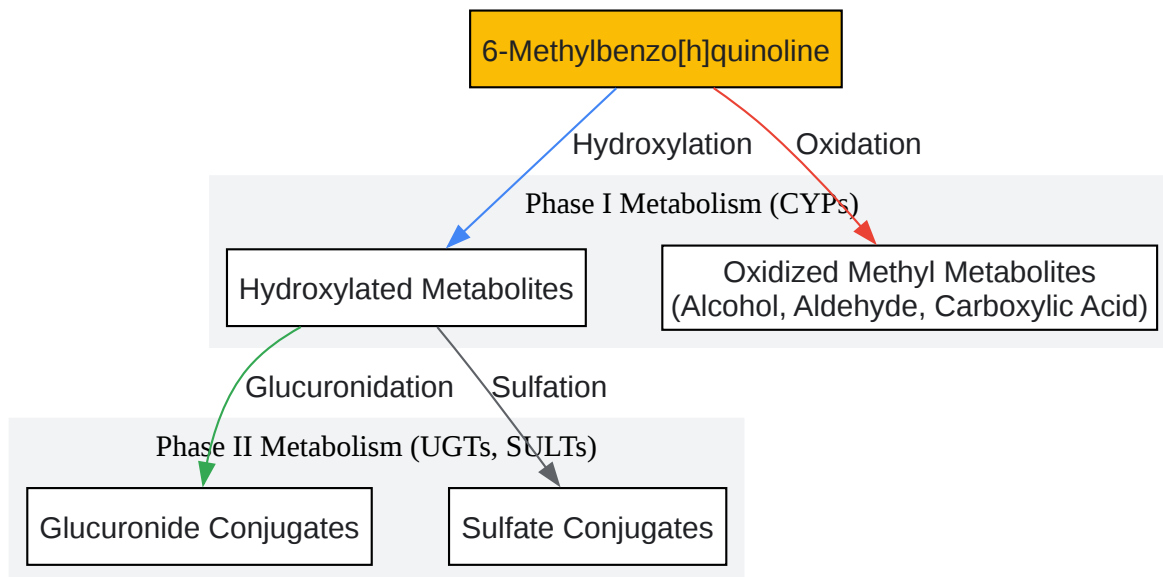 6-Methylbenzo[h]quinoline
Hydroxylation
Oxidation
Phase I Metabolism (CYPs)
Hydroxylated Metabolites
Oxidized Methyl Metabolites
(Alcohol, Aldehyde, Carboxylic Acid)
Glucuronidation
Sulfation
Phase II Metabolism (UGTs, SULTs)
Glucuronide Conjugates
Sulfate Conjugates